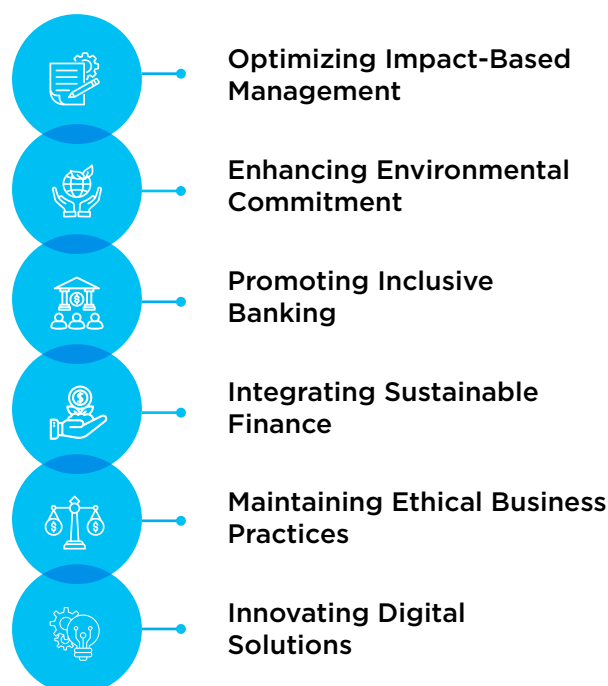 Optimizing Impact-Based
Management
Enhancing Environmental
Commitment
Promoting Inclusive
Banking
Integrating Sustainable
Finance
Maintaining Ethical Business
Practices
Innovating Digital
Solutions